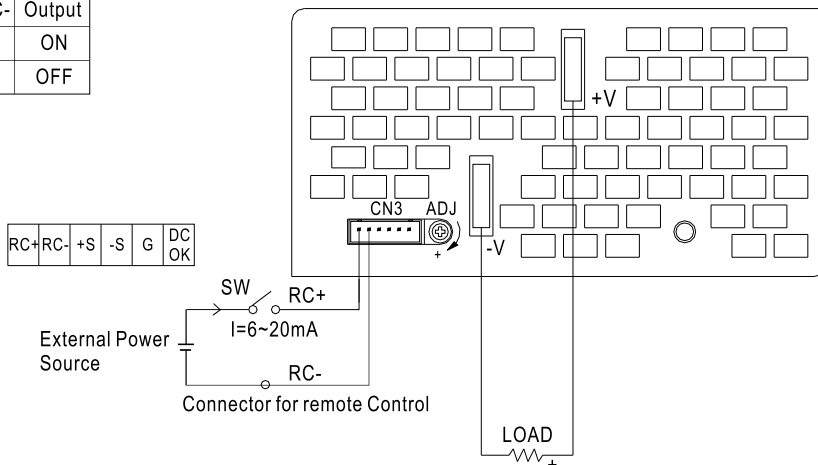 C- Output
ON
OFF
+V
CN3 ADJ
+
-V
RC+ RC- +S -S G DC OK
SW
RC+
I=6~20mA
External Power
Source
RC-
Connector for remote Control
LOAD
+